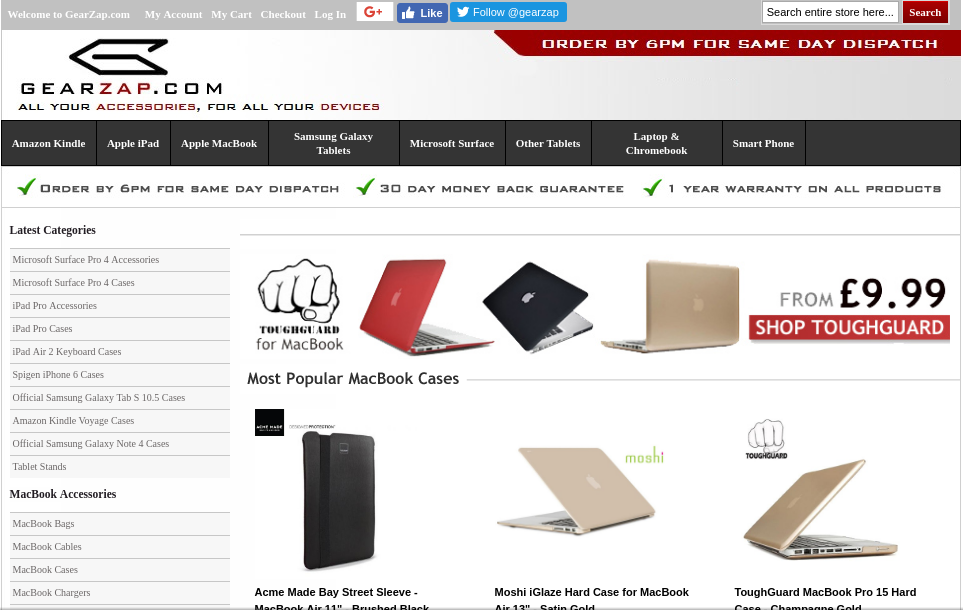 Welcome to GearZap.com My Account My Cart Checkout Log In G+ Like Follow @gearzap Search entire store here... Search
ORDER BY 6PM FOR SAME DAY DISPATCH
GEARZAP.COM
ALL YOUR ACCESSORIES, FOR ALL YOUR DEVICES
Amazon Kindle Apple iPad Apple MacBook Samsung Galaxy Tablets Microsoft Surface Other Tablets Laptop & Chromebook Smart Phone
ORDER BY 6PM FOR SAME DAY DISPATCH 30 DAY MONEY BACK GUARANTEE 1 YEAR WARRANTY ON ALL PRODUCTS
Latest Categories
Microsoft Surface Pro 4 Accessories
Microsoft Surface Pro 4 Cases
iPad Pro Accessories
iPad Pro Cases
iPad Air 2 Keyboard Cases
Spigen iPhone 6 Cases
Official Samsung Galaxy Tab S 10.5 Cases
Amazon Kindle Voyage Cases
Official Samsung Galaxy Note 4 Cases
Tablet Stands
MacBook Accessories
MacBook Bags
MacBook Cables
MacBook Cases
MacBook Chargers
TOUGHGUARD
for MacBook
FROM £9.99
SHOP TOUGHGUARD
Most Popular MacBook Cases
ACME MADE
moshi
TOUGHGUARD
Acme Made Bay Street Sleeve -
MacBook Air 11" - Brushed Black
Moshi iGlaze Hard Case for MacBook
Air 13" - Satin Gold
ToughGuard MacBook Pro 15 Hard
Case - Champagne Gold